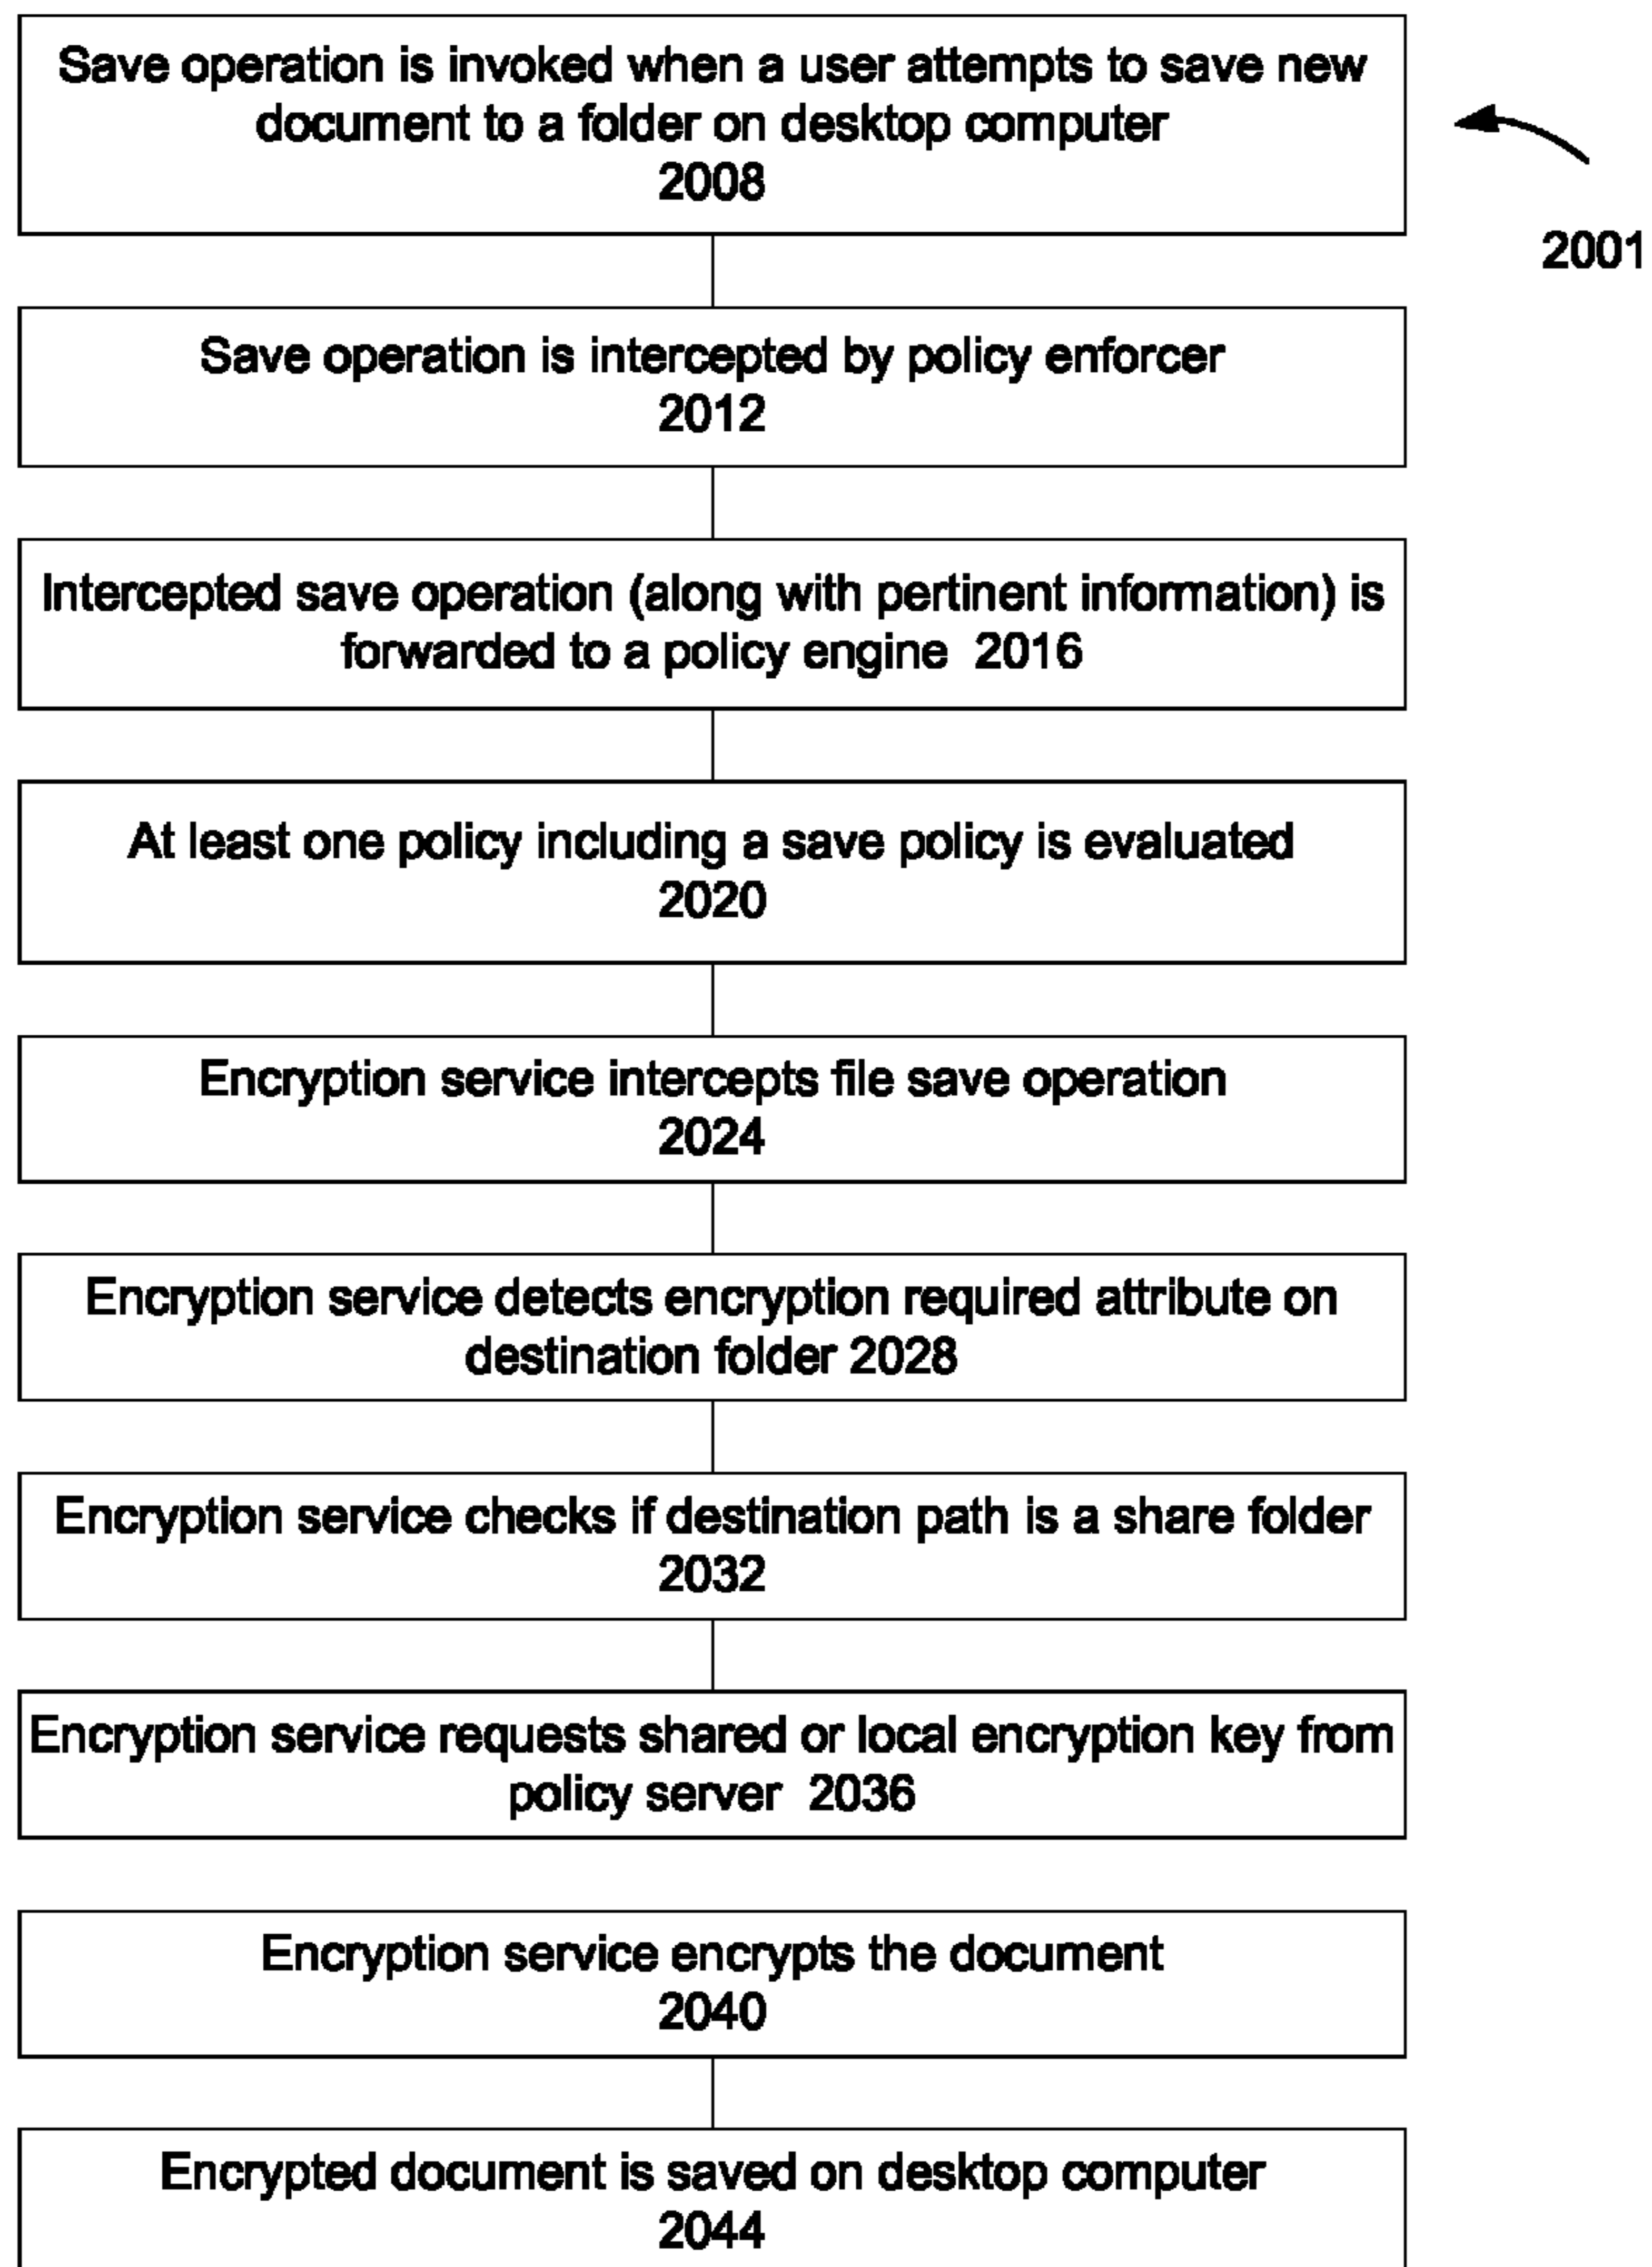 Save operation is invoked when a user attempts to save new
document to a folder on desktop computer
2008
2001
Save operation is intercepted by policy enforcer
2012
Intercepted save operation (along with pertinent information) is
forwarded to a policy engine 2016
At least one policy including a save policy is evaluated
2020
Encryption service intercepts file save operation
2024
Encryption service detects encryption required attribute on
destination folder 2028
Encryption service checks if destination path is a share folder
2032
Encryption service requests shared or local encryption key from
policy server 2036
Encryption service encrypts the document
2040
Encrypted document is saved on desktop computer
2044